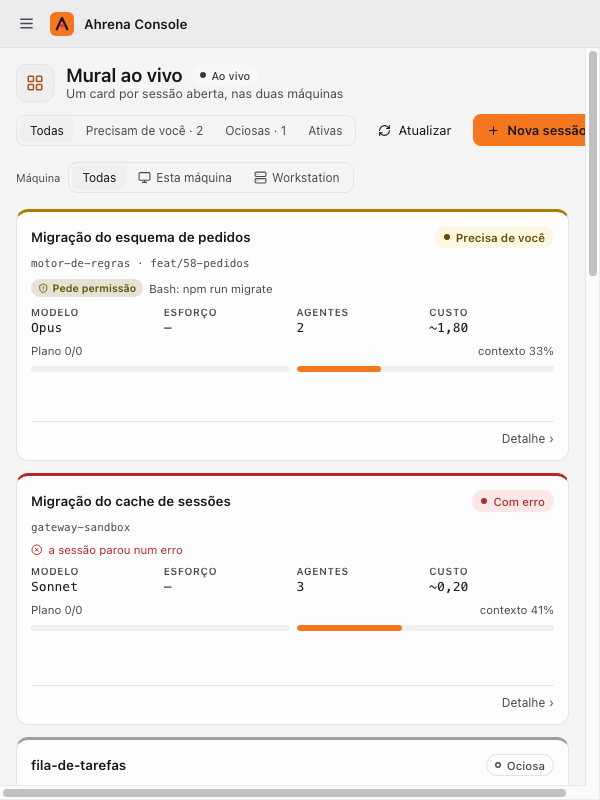 Ahrena Console
Mural ao vivo
Ao vivo
Um card por sessão aberta, nas duas máquinas
Todas
Precisam de você · 2
Ociosas · 1
Ativas
Atualizar
Nova sessão
Máquina
Todas
Esta máquina
Workstation
Migração do esquema de pedidos
Precisa de você
motor-de-regras · feat/58-pedidos
Pede permissão
Bash: npm run migrate
MODELO
ESFORÇO
AGENTES
CUSTO
Opus
—
2
~1,80
Plano 0/0
contexto 33%
Detalhe ›
Migração do cache de sessões
Com erro
gateway-sandbox
a sessão parou num erro
MODELO
ESFORÇO
AGENTES
CUSTO
Sonnet
—
3
~0,20
Plano 0/0
contexto 41%
Detalhe ›
fila-de-tarefas
Ociosa